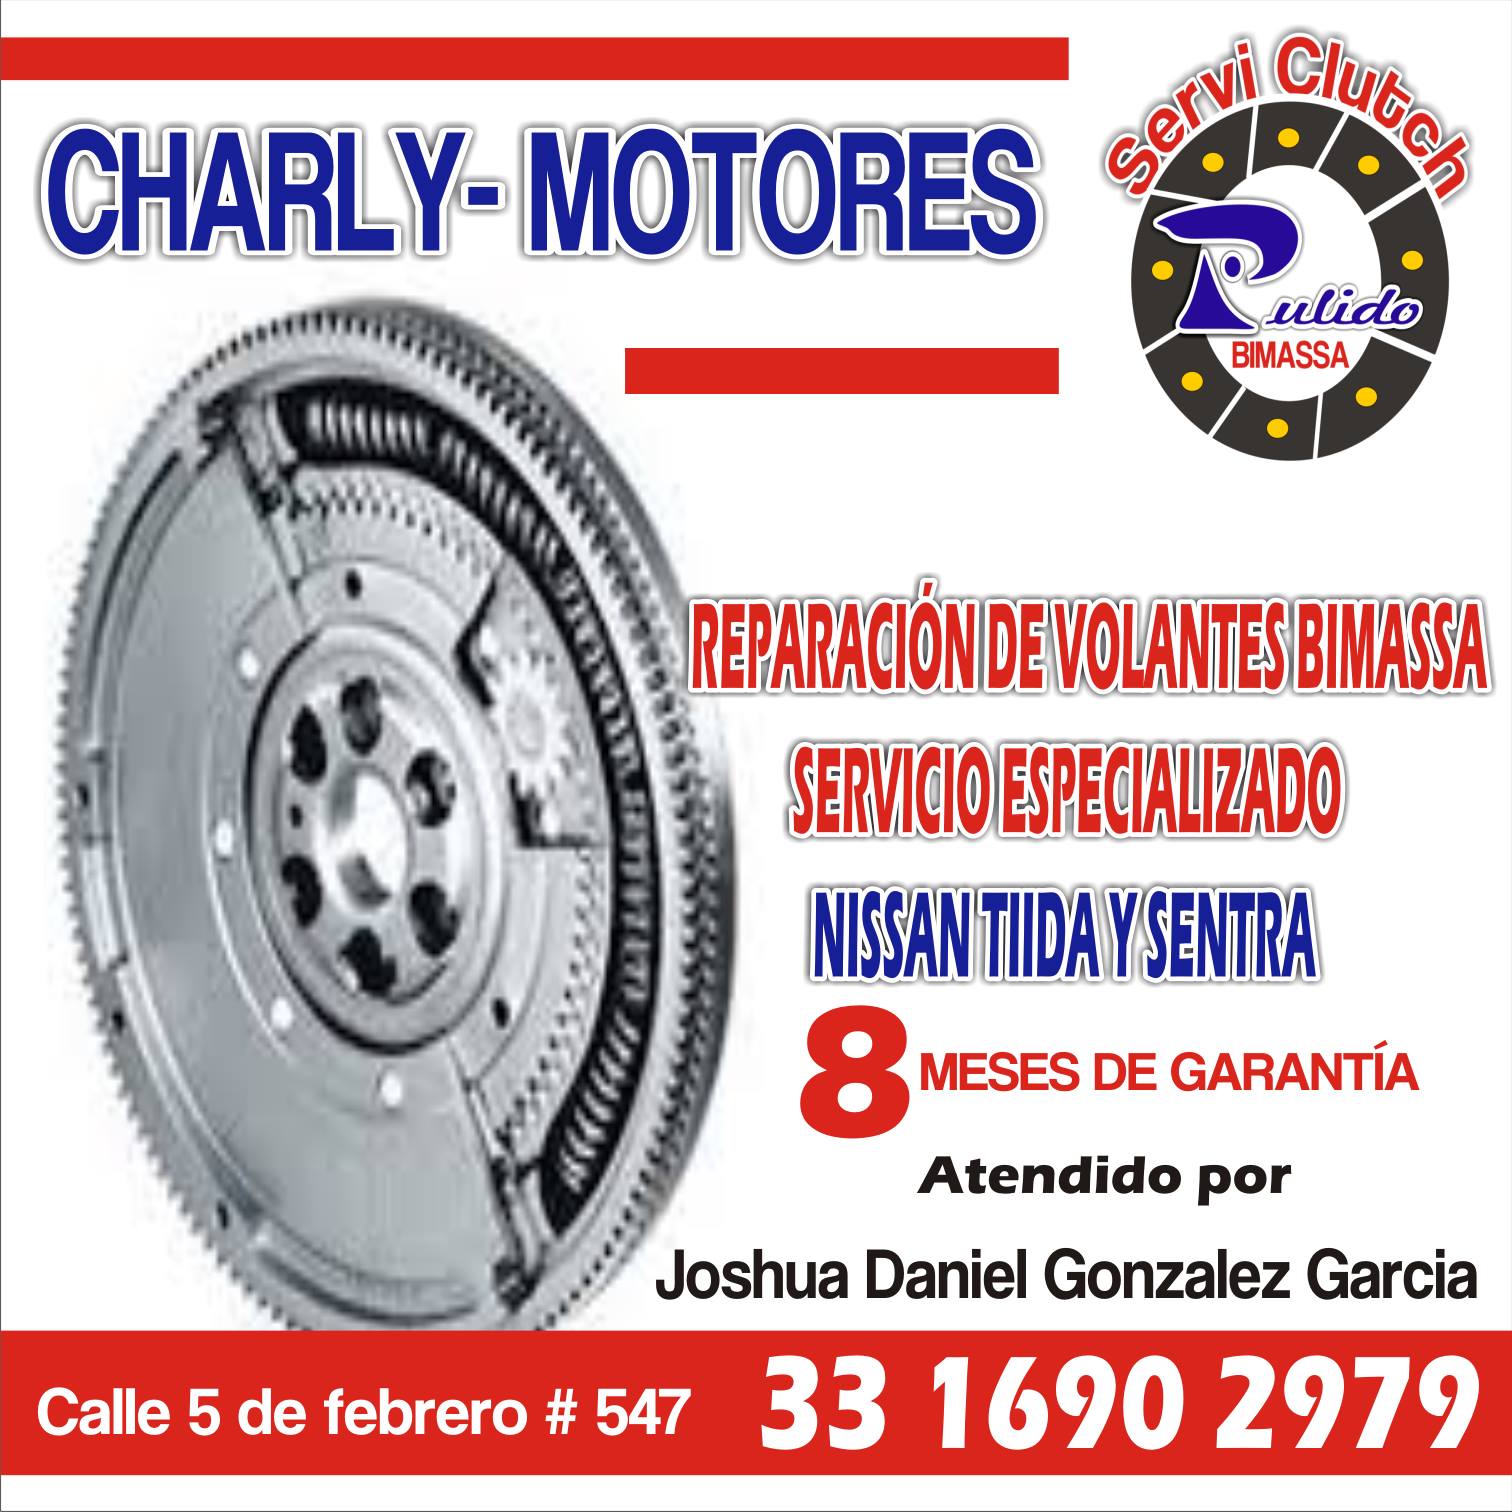 CHARLY- MOTORES
Servi Clutch
Pulido
BIMASSA
REPARACIÓN DE VOLANTES BIMASSA
SERVICIO ESPECIALIZADO
NISSAN TIIDA Y SENTRA
8 MESES DE GARANTÍA
Atendido por
Joshua Daniel Gonzalez Garcia
Calle 5 de febrero # 547
33 1690 2979